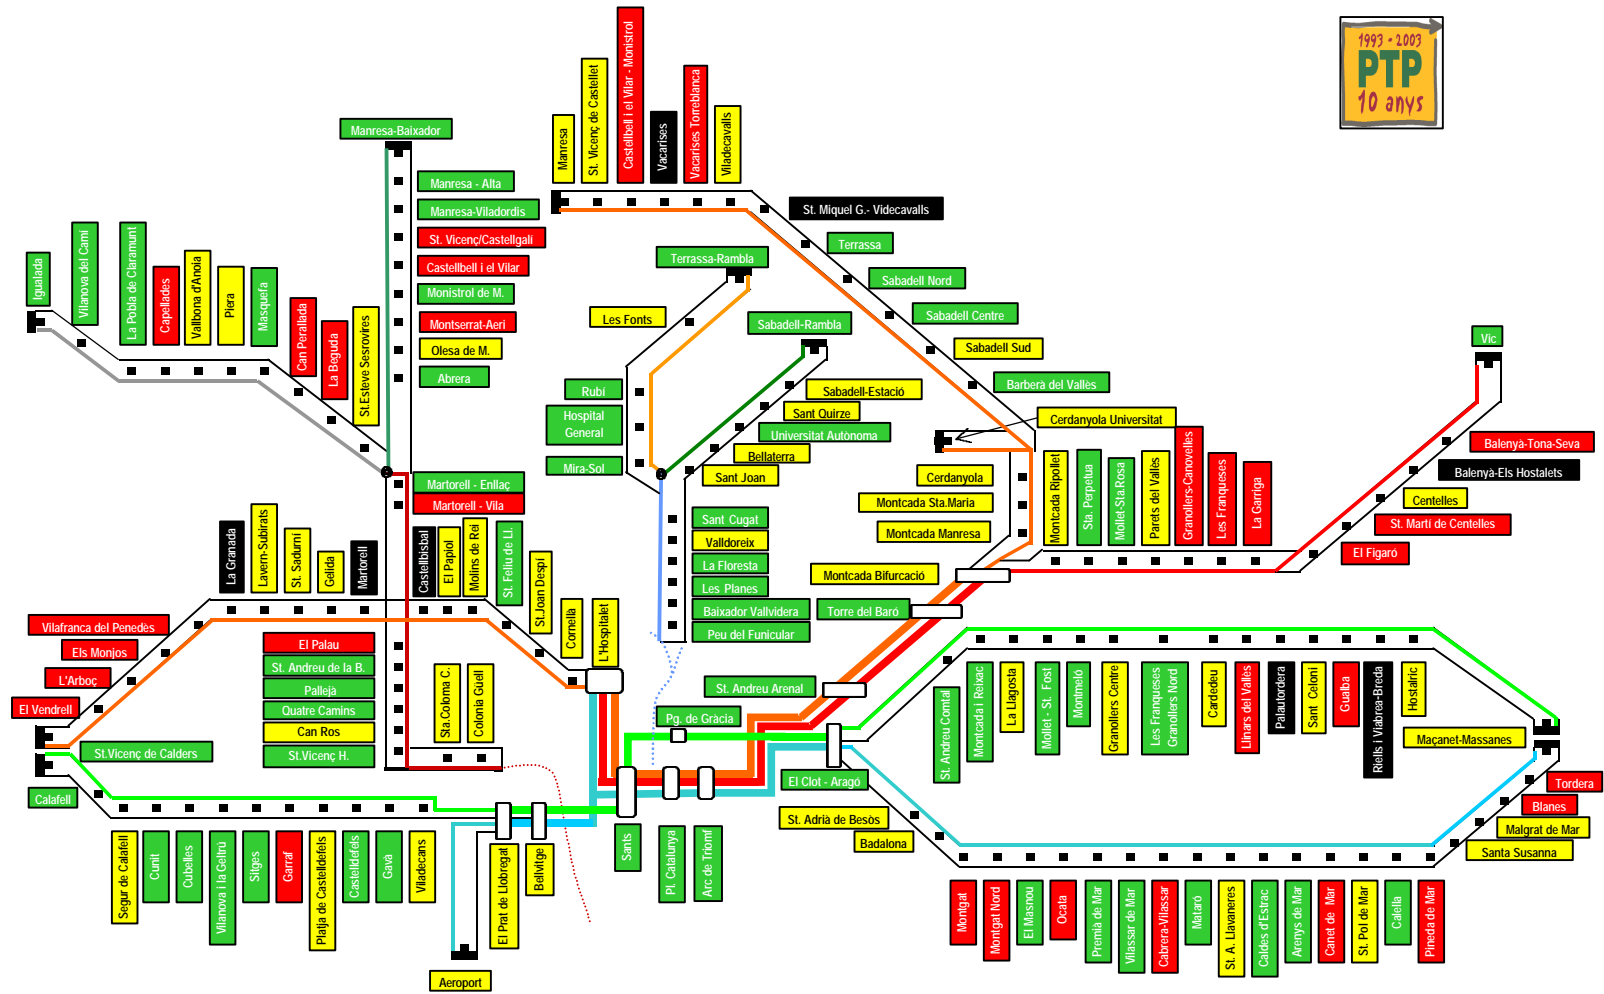 1993 - 2003
PTP
10 anys
Manresa-Baixador
Manresa - Alta
Manresa-Viladordis
St. Vicenç/Castellgalí
Castellbell i el Vilar
Monistrol de M.
Montserrat-Aeri
Olesa de M.
Abrera
Martorell - Enllaç
Martorell - Vila
Igualada
Vilanova del Camí
La Pobla de Claramunt
Capellades
Vallbona d'Anoia
Piera
Masquefa
Can Parallada
La Beguda
St.Esteve Sesrovires
Manresa
St. Vicenç de Castellet
Castellbell i el Vilar - Monistrol
Vacarises
Vacarises Torreblanca
Viladecavalls
St. Miquel G.- Videcavalls
Terrassa
Sabadell Nord
Sabadell Centre
Sabadell Sud
Barberà del Vallès
Cerdanyola Universitat
Terrassa-Rambla
Les Fonts
Rubí
Hospital
General
Mira-Sol
Sabadell-Rambla
Sabadell-Estació
Sant Quirze
Universitat Autònoma
Bellaterra
Sant Joan
Sant Cugat
Valldoreix
La Floresta
Les Planes
Baixador Vallvidera
Peu del Funicular
Cerdanyola
Montcada Sta.Maria
Montcada Manresa
Montcada Bifurcació
Torre del Baró
St. Andreu Arenal
Montcada Ripollet
Sta. Perpetua
Mollet-Sta.Rosa
Parets del Vallès
Granollers-Canovelles
Les Franqueses
La Garriga
Vic
Balenyà-Tona-Seva
Balenyà-Els Hostalets
Centelles
St. Martí de Centelles
El Figaró
La Granada
Lavern-Subirats
St. Sadurní
Gelida
Martorell
Castellbisbal
El Papiol
Molins de Rei
St. Feliu de Ll.
St.Joan Despí
Cornellà
L'Hospitalet
Vilafranca del Penedès
Els Monjos
L'Arboç
El Vendrell
St.Vicenç de Calders
Calafell
El Palau
St. Andreu de la B.
Pallejà
Quatre Camins
Can Ros
St.Vicenç H.
Sta.Coloma C.
Colonia Güell
Segur de Calafell
Cunit
Cubelles
Vilanova i la Geltrú
Sitges
Garraf
Platja de Castelldefels
Castelldefels
Gavà
Viladecans
El Prat de Llobregat
Bellvitge
Aeroport
Sants
Pl. Catalunya
Arc de Triomf
Pg. de Gràcia
El Clot - Aragó
St. Adrià de Besòs
Badalona
St. Andreu Comtal
Montcada i Reixac
La Llagosta
Mollet - St. Fost
Montmeló
Granollers Centre
Les Franqueses
Granollers Nord
Cardedeu
Llinars del Vallès
Palautordera
Sant Celoni
Gualba
Riells i Viabrea-Breda
Hostalric
Maçanet-Massanes
Tordera
Blanes
Malgrat de Mar
Santa Susanna
Montgat
Montgat Nord
El Masnou
Ocata
Premià de Mar
Vilassar de Mar
Cabrera-Vilassar
Mataró
St. A. Llavaneres
Caldes d'Estrac
Arenys de Mar
Canet de Mar
St. Pol de Mar
Calella
Pineda de Mar